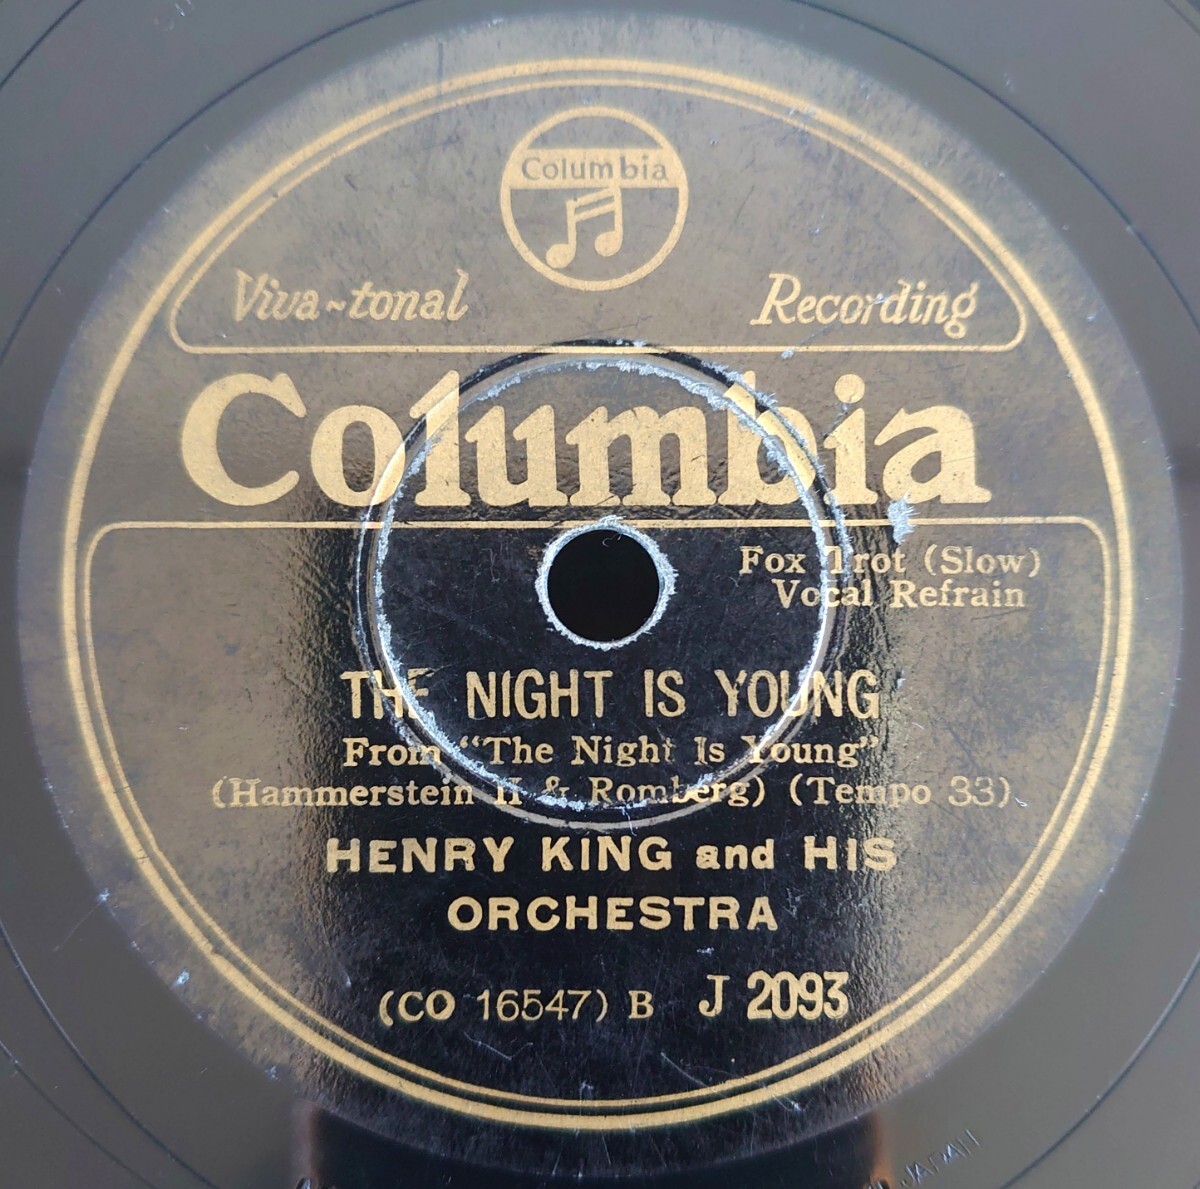 Columbia
Viva-tonal Recording
Columbia
Fox Trot (Slow)
Vocal Refrain
THE NIGHT IS YOUNG
From "The Night Is Young"
(Hammerstein II & Romberg) (Tempo 33)
HENRY KING and HIS
ORCHESTRA
(CO 16547) B J 2093
JAPAN